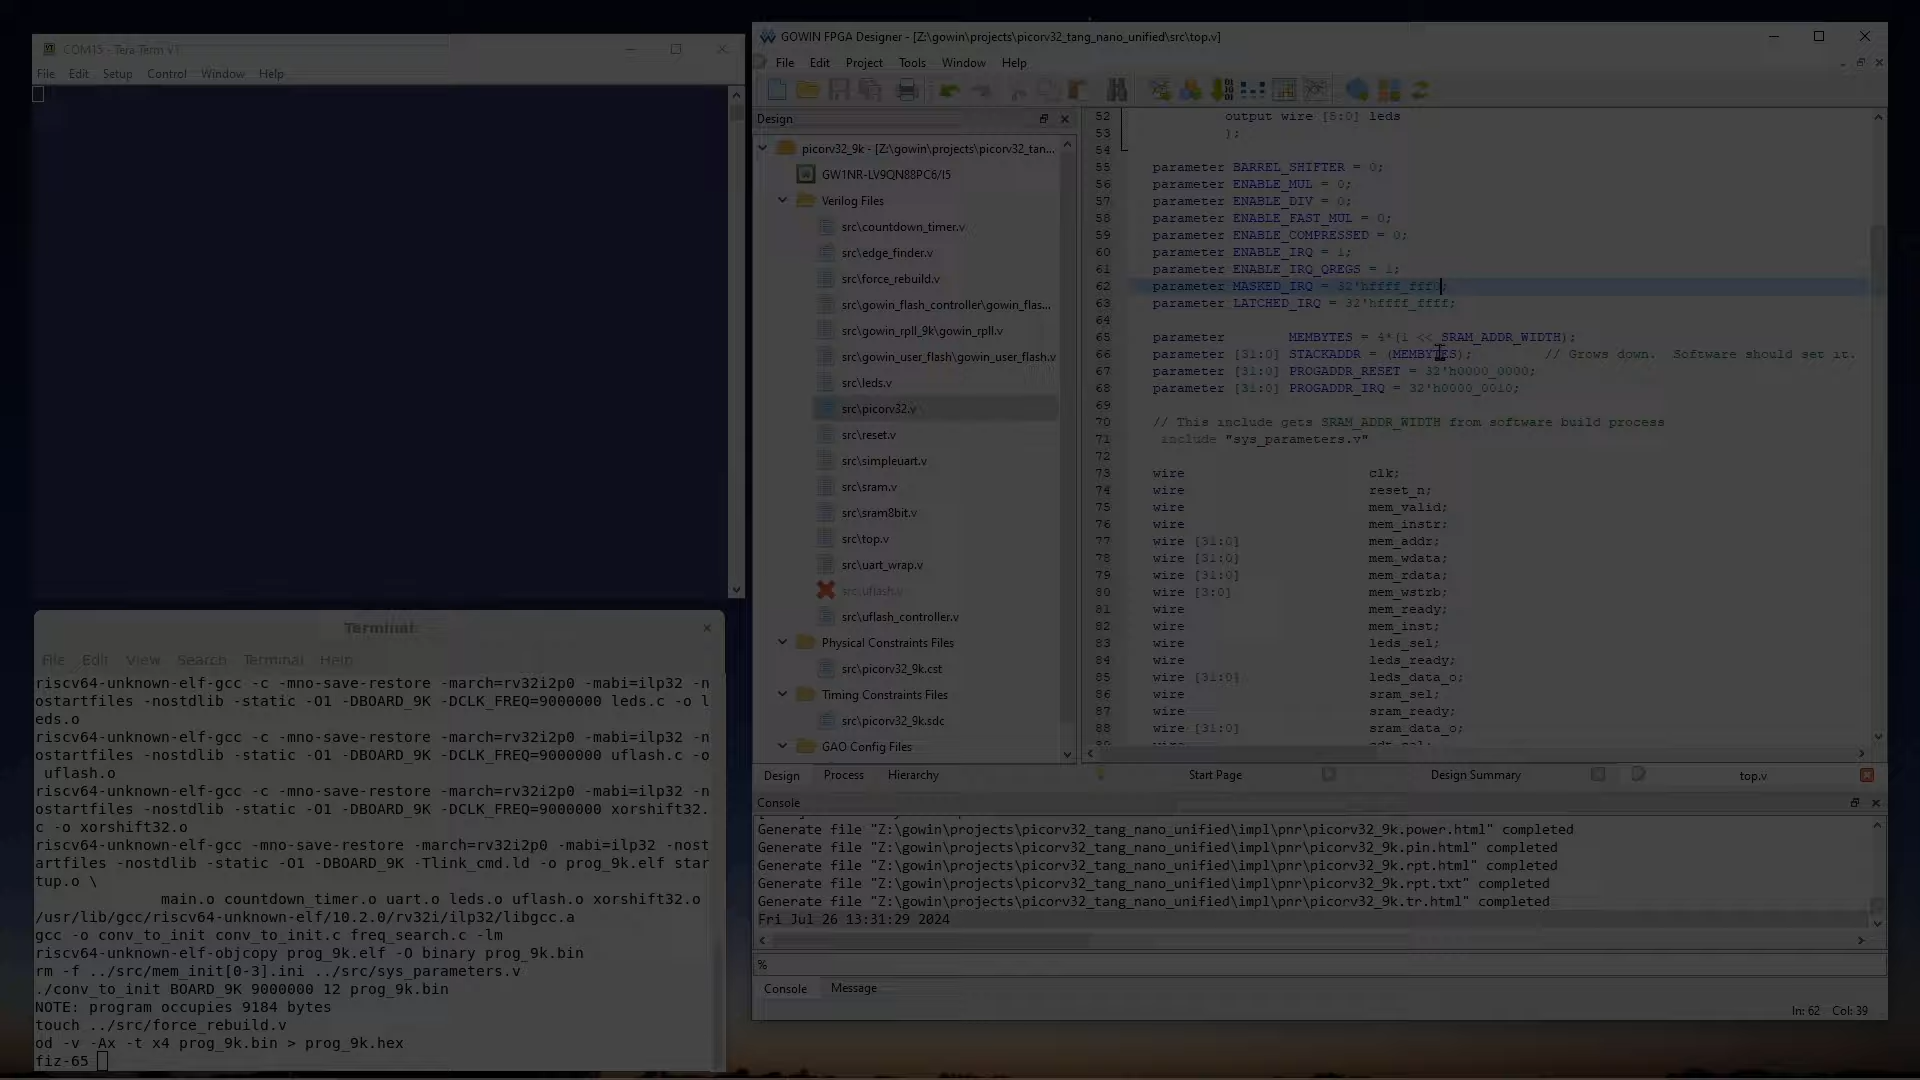 COM15 - Tera Term VT
File Edit Setup Control Window Help
Terminal
File Edit View Search Terminal Help
riscv64-unknown-elf-gcc -c -mno-save-restore -march=rv32i2p0 -mabi=ilp32 -n
ostartfiles -nostdlib -static -O1 -DBOARD_9K -DCLK_FREQ=9000000 leds.c -o l
eds.o
riscv64-unknown-elf-gcc -c -mno-save-restore -march=rv32i2p0 -mabi=ilp32 -n
ostartfiles -nostdlib -static -O1 -DBOARD_9K -DCLK_FREQ=9000000 uflash.c -o
uflash.o
riscv64-unknown-elf-gcc -c -mno-save-restore -march=rv32i2p0 -mabi=ilp32 -n
ostartfiles -nostdlib -static -O1 -DBOARD_9K -DCLK_FREQ=9000000 xorshift32.
c -o xorshift32.o
riscv64-unknown-elf-gcc -mno-save-restore -march=rv32i2p0 -mabi=ilp32 -nost
artfiles -nostdlib -static -O1 -DBOARD_9K -Tlink_cmd.ld -o prog_9k.elf star
tup.o \
main.o countdown_timer.o uart.o leds.o uflash.o xorshift32.o
/usr/lib/gcc/riscv64-unknown-elf/10.2.0/rv32i/ilp32/libgcc.a
gcc -o conv_to_init conv_to_init.c freq_search.c -lm
riscv64-unknown-elf-objcopy prog_9k.elf -O binary prog_9k.bin
rm -f ../src/mem_init[0-3].ini ../src/sys_parameters.v
./conv_to_init BOARD_9K 9000000 12 prog_9k.bin
NOTE: program occupies 9184 bytes
touch ../src/force_rebuild.v
od -v -Ax -t x4 prog_9k.bin > prog_9k.hex
fiz-65
GOWIN FPGA Designer - [Z:\gowin\projects\picorv32_tang_nano_unified\src\top.v]
File Edit Project Tools Window Help
Design
picorv32_9k - [Z:\gowin\projects\picorv32_tan...
GW1NR-LV9QN88PC6/I5
Verilog Files
src\countdown_timer.v
src\edge_finder.v
src\force_rebuild.v
src\gowin_flash_controller\gowin_flas...
src\gowin_rpll_9k\gowin_rpll.v
src\gowin_user_flash\gowin_user_flash.v
src\leds.v
src\picorv32.v
src\reset.v
src\simpleuart.v
src\sram.v
src\sram8bit.v
src\top.v
src\uart_wrap.v
src\uflash.v
src\uflash_controller.v
Physical Constraints Files
src\picorv32_9k.cst
Timing Constraints Files
src\picorv32_9k.sdc
GAO Config Files
Design Process Hierarchy
52 output wire [5:0] leds
53 );
54
55 parameter BARREL_SHIFTER = 0;
56 parameter ENABLE_MUL = 0;
57 parameter ENABLE_DIV = 0;
58 parameter ENABLE_FAST_MUL = 0;
59 parameter ENABLE_COMPRESSED = 0;
60 parameter ENABLE_IRQ = 1;
61 parameter ENABLE_IRQ_QREGS = 1;
62 parameter MASKED_IRQ =
63 parameter LATCHED_IRQ = 32'hffff_ffff;
64
65 parameter MEMBYTES = 4*(1 << SRAM_ADDR_WIDTH);
66 parameter [31:0] STACKADDR = (MEMBYTES); // Grows down. Software should set it.
67 parameter [31:0] PROGADDR_RESET = 32'h0000_0000;
68 parameter [31:0] PROGADDR_IRQ = 32'h0000_0010;
69
70 // This include gets SRAM_ADDR_WIDTH from software build process
71 `include "sys_parameters.v"
72
73 wire clk;
74 wire reset_n;
75 wire mem_valid;
76 wire mem_instr;
77 wire [31:0] mem_addr;
78 wire [31:0] mem_wdata;
79 wire [31:0] mem_rdata;
80 wire [3:0] mem_wstrb;
81 wire mem_ready;
82 wire mem_inst;
83 wire leds_sel;
84 wire leds_ready;
85 wire [31:0] leds_data_o;
86 wire sram_sel;
87 wire sram_ready;
88 wire [31:0] sram_data_o;
Start Page Design Summary top.v
Console
Generate file "Z:\gowin\projects\picorv32_tang_nano_unified\impl\pnr\picorv32_9k.power.html" completed
Generate file "Z:\gowin\projects\picorv32_tang_nano_unified\impl\pnr\picorv32_9k.pin.html" completed
Generate file "Z:\gowin\projects\picorv32_tang_nano_unified\impl\pnr\picorv32_9k.rpt.html" completed
Generate file "Z:\gowin\projects\picorv32_tang_nano_unified\impl\pnr\picorv32_9k.rpt.txt" completed
Generate file "Z:\gowin\projects\picorv32_tang_nano_unified\impl\pnr\picorv32_9k.tr.html" completed
Fri Jul 26 13:31:29 2024
%
Console Message
In: 62 Col: 39